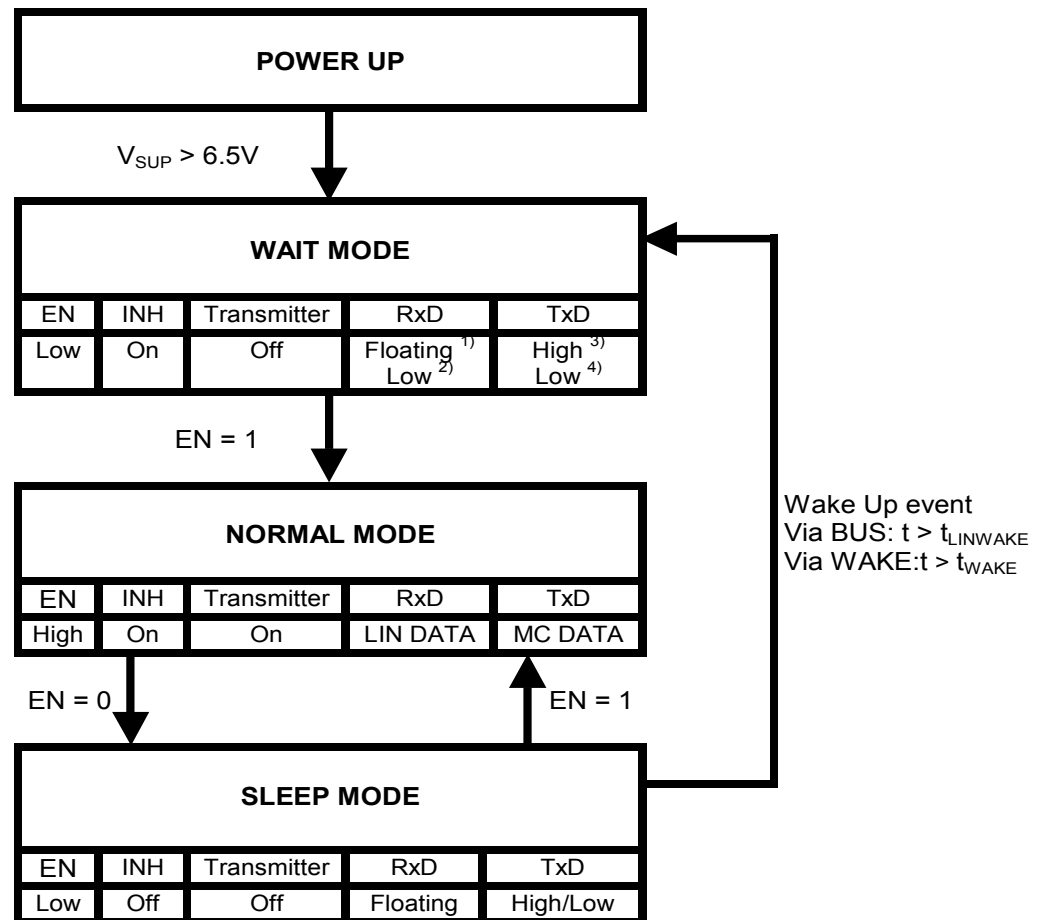 POWER UP
V_SUP > 6.5V
WAIT MODE
EN INH Transmitter RxD TxD
Low On Off Floating 1) High 3)
Low 2) Low 4)
EN = 1
NORMAL MODE
EN INH Transmitter RxD TxD
High On On LIN DATA MC DATA
Wake Up event
Via BUS: t > t_LINWAKE
Via WAKE:t > t_WAKE
EN = 0 EN = 1
SLEEP MODE
EN INH Transmitter RxD TxD
Low Off Off Floating High/Low